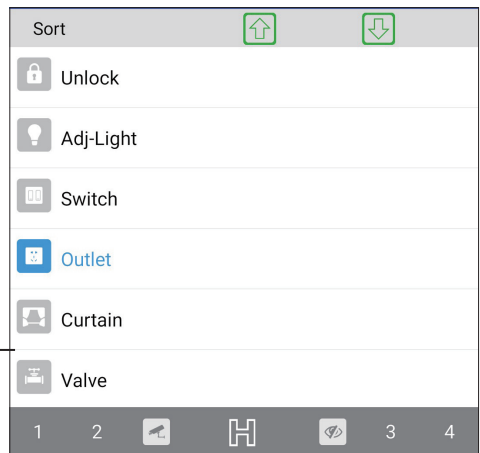 Sort
Unlock
Adj-Light
Switch
Outlet
Curtain
Valve
1 2 H 3 4